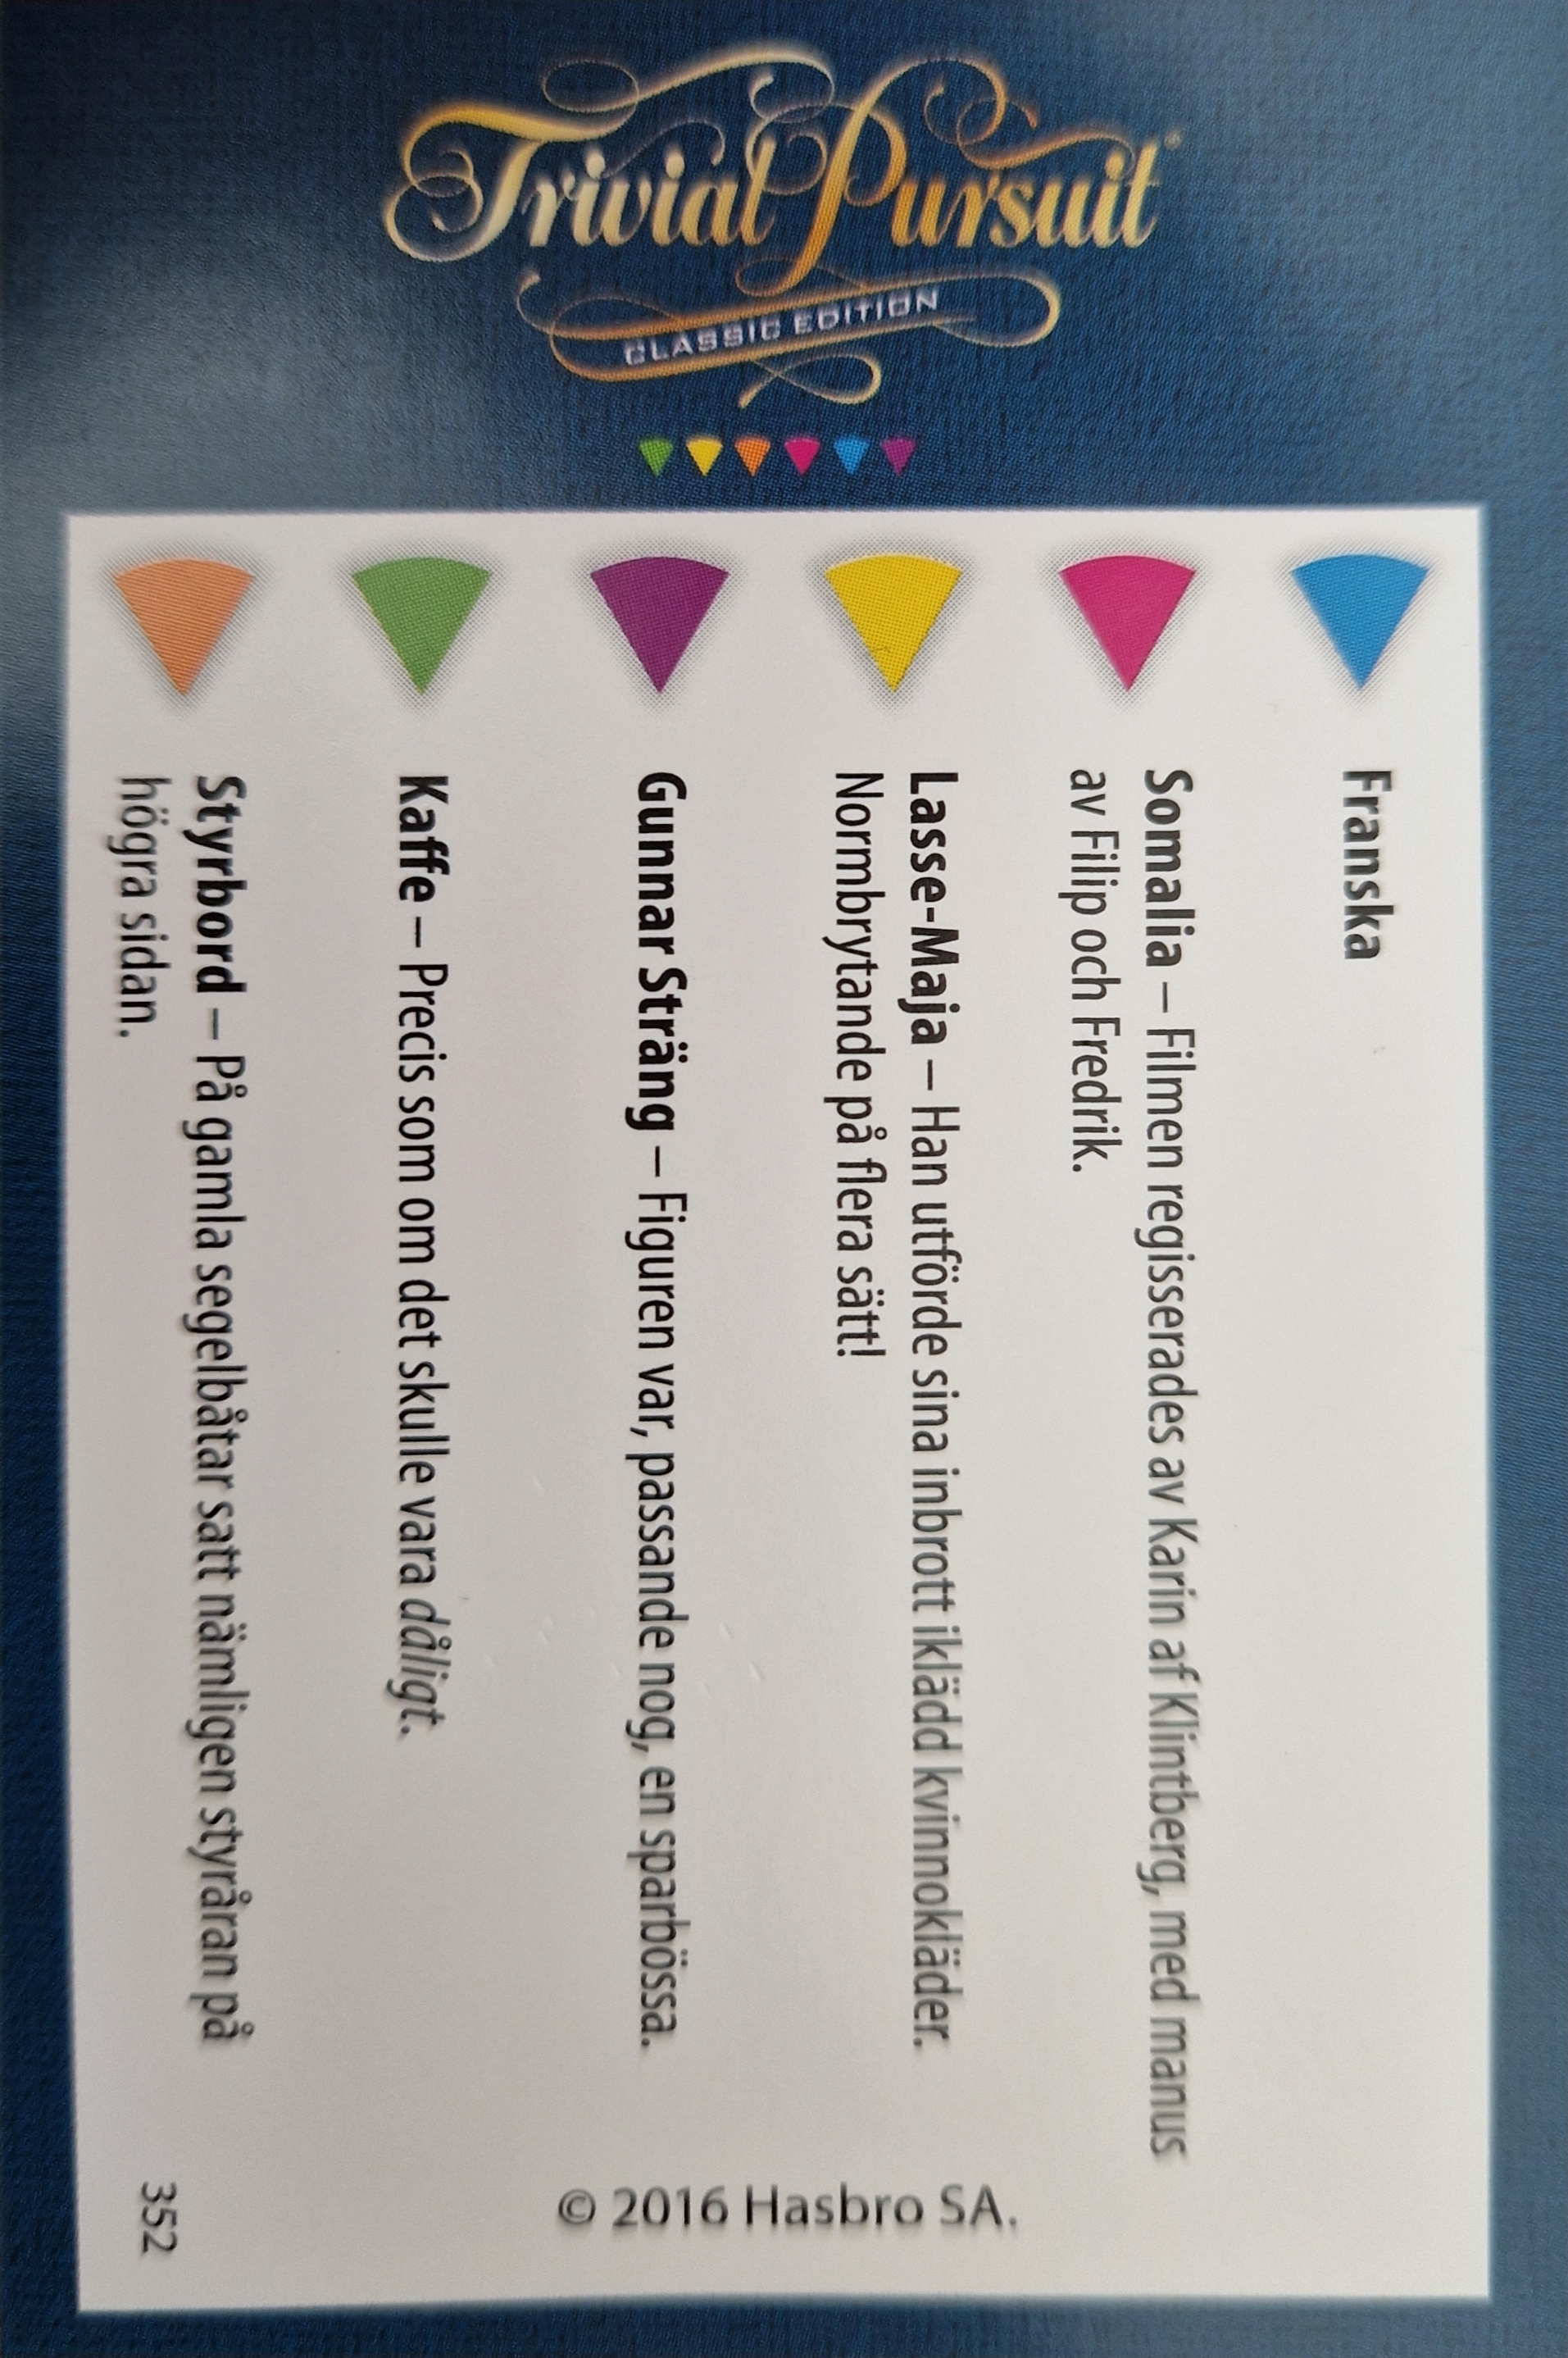 Trivial Pursuit
CLASSIC EDITION
Franska
Somalia – Filmen regisserades av Karin af Klintberg, med manus
av Filip och Fredrik.
Lasse-Maja – Han utförde sina inbrott iklädd kvinnokläder.
Normbrytande på flera sätt!
Gunnar Sträng – Figuren var, passande nog, en sparbössa.
Kaffe – Precis som om det skulle vara dåligt.
Styrbord – På gamla segelbåtar satt nämligen styråran på
högra sidan.
© 2016 Hasbro SA.
352